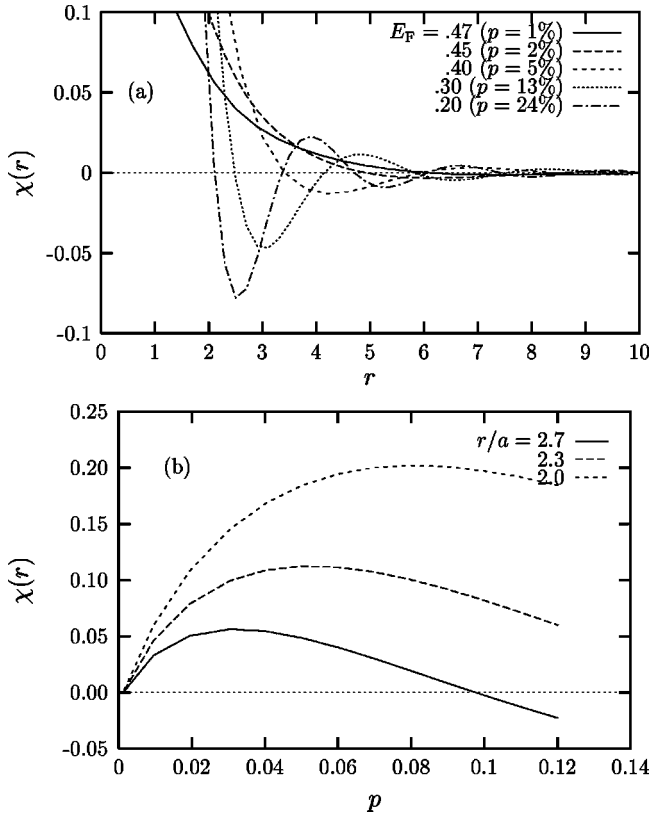 0.1
0.05
0
-0.05
-0.1
χ(r)
(a)
E_F = .47 (p = 1%)
.45 (p = 2%)
.40 (p = 5%)
.30 (p = 13%)
.20 (p = 24%)
0 1 2 3 4 5 6 7 8 9 10
r
0.25
0.20
0.15
0.10
0.05
0.00
-0.05
χ(r)
(b)
r/a = 2.7
2.3
2.0
0 0.02 0.04 0.06 0.08 0.1 0.12 0.14
p